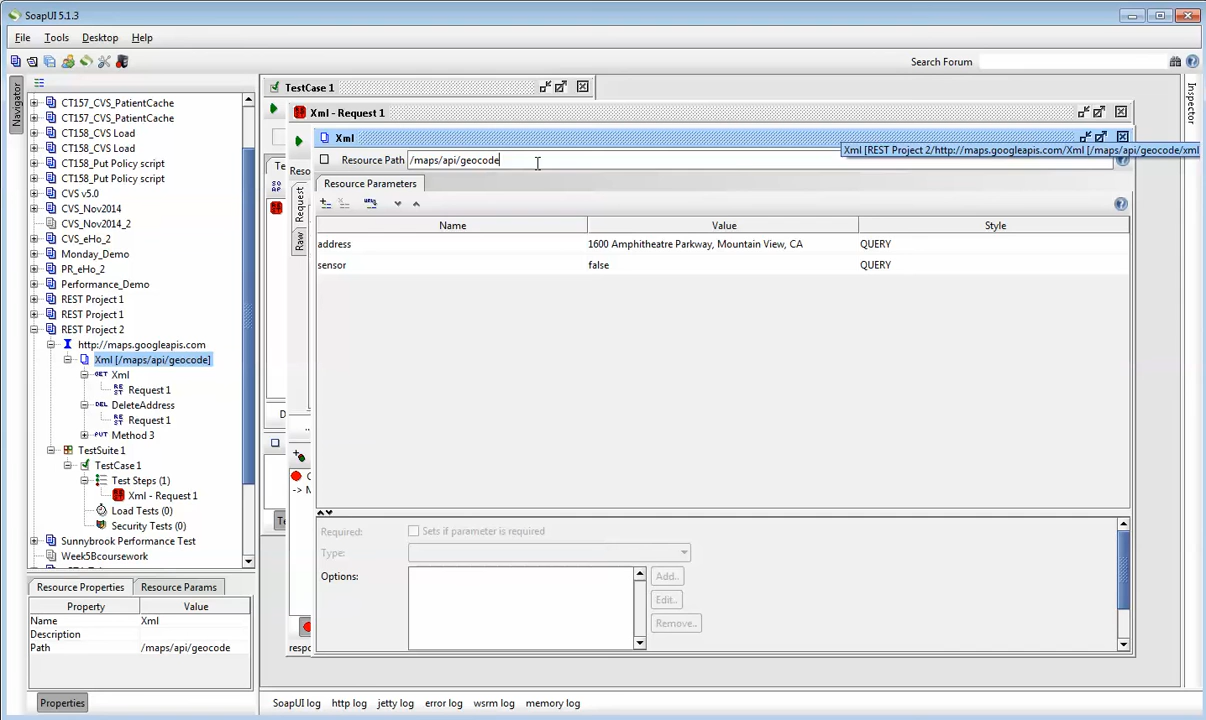 SoapUI 5.1.3
File Tools Desktop Help
Search Forum
Navigator
CT157_CVS_PatientCache
CT157_CVS_PatientCache
CT158_CVS Load
CT158_CVS Load
CT158_Put Policy script
CT158_Put Policy script
CVS v5.0
CVS_Nov2014
CVS_Nov2014_2
CVS_eHo_2
Monday_Demo
PR_eHo_2
Performance_Demo
REST Project 1
REST Project 1
REST Project 2
http://maps.googleapis.com
Xml [/maps/api/geocode]
GET Xml
REST Request 1
DEL DeleteAddress
REST Request 1
PUT Method 3
TestSuite 1
TestCase 1
Test Steps (1)
Xml - Request 1
Load Tests (0)
Security Tests (0)
Sunnybrook Performance Test
Week5Bcoursework
Resource Properties Resource Params
Property Value
Name Xml
Description
Path /maps/api/geocode
Properties
TestCase 1
Xml - Request 1
Xml
Xml [REST Project 2/http://maps.googleapis.com/Xml [/maps/api/geocode/xml
Te
Reso
Request
Raw
Resource Path /maps/api/geocode
Resource Parameters
Name Value Style
address 1600 Amphitheatre Parkway, Mountain View, CA QUERY
sensor false QUERY
Required: Sets if parameter is required
Type:
Options: Add..
Edit..
Remove..
respo
SoapUI log http log jetty log error log wsrm log memory log
Inspector